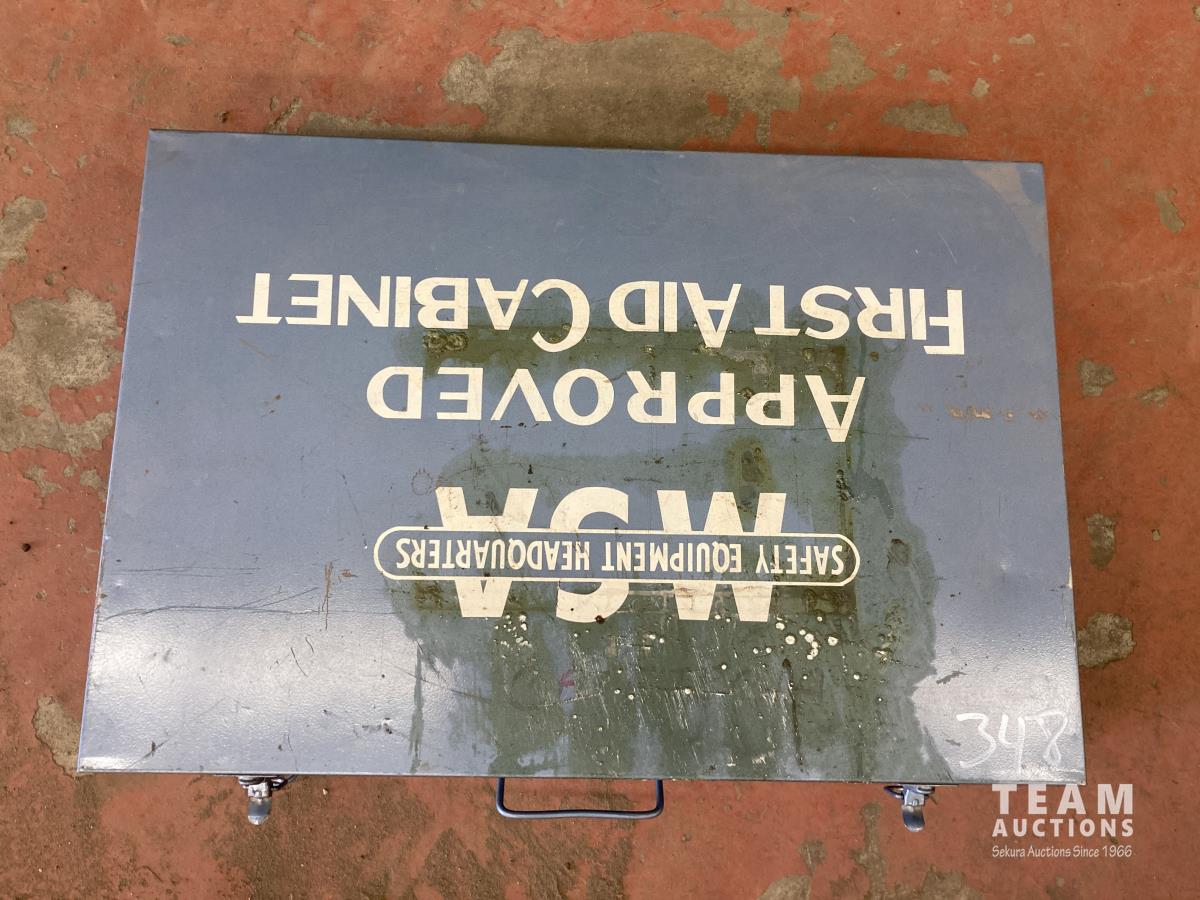 MSA
SAFETY EQUIPMENT HEADQUARTERS
APPROVED
FIRST AID CABINET
348
TEAM
AUCTIONS
Sekura Auctions Since 1966